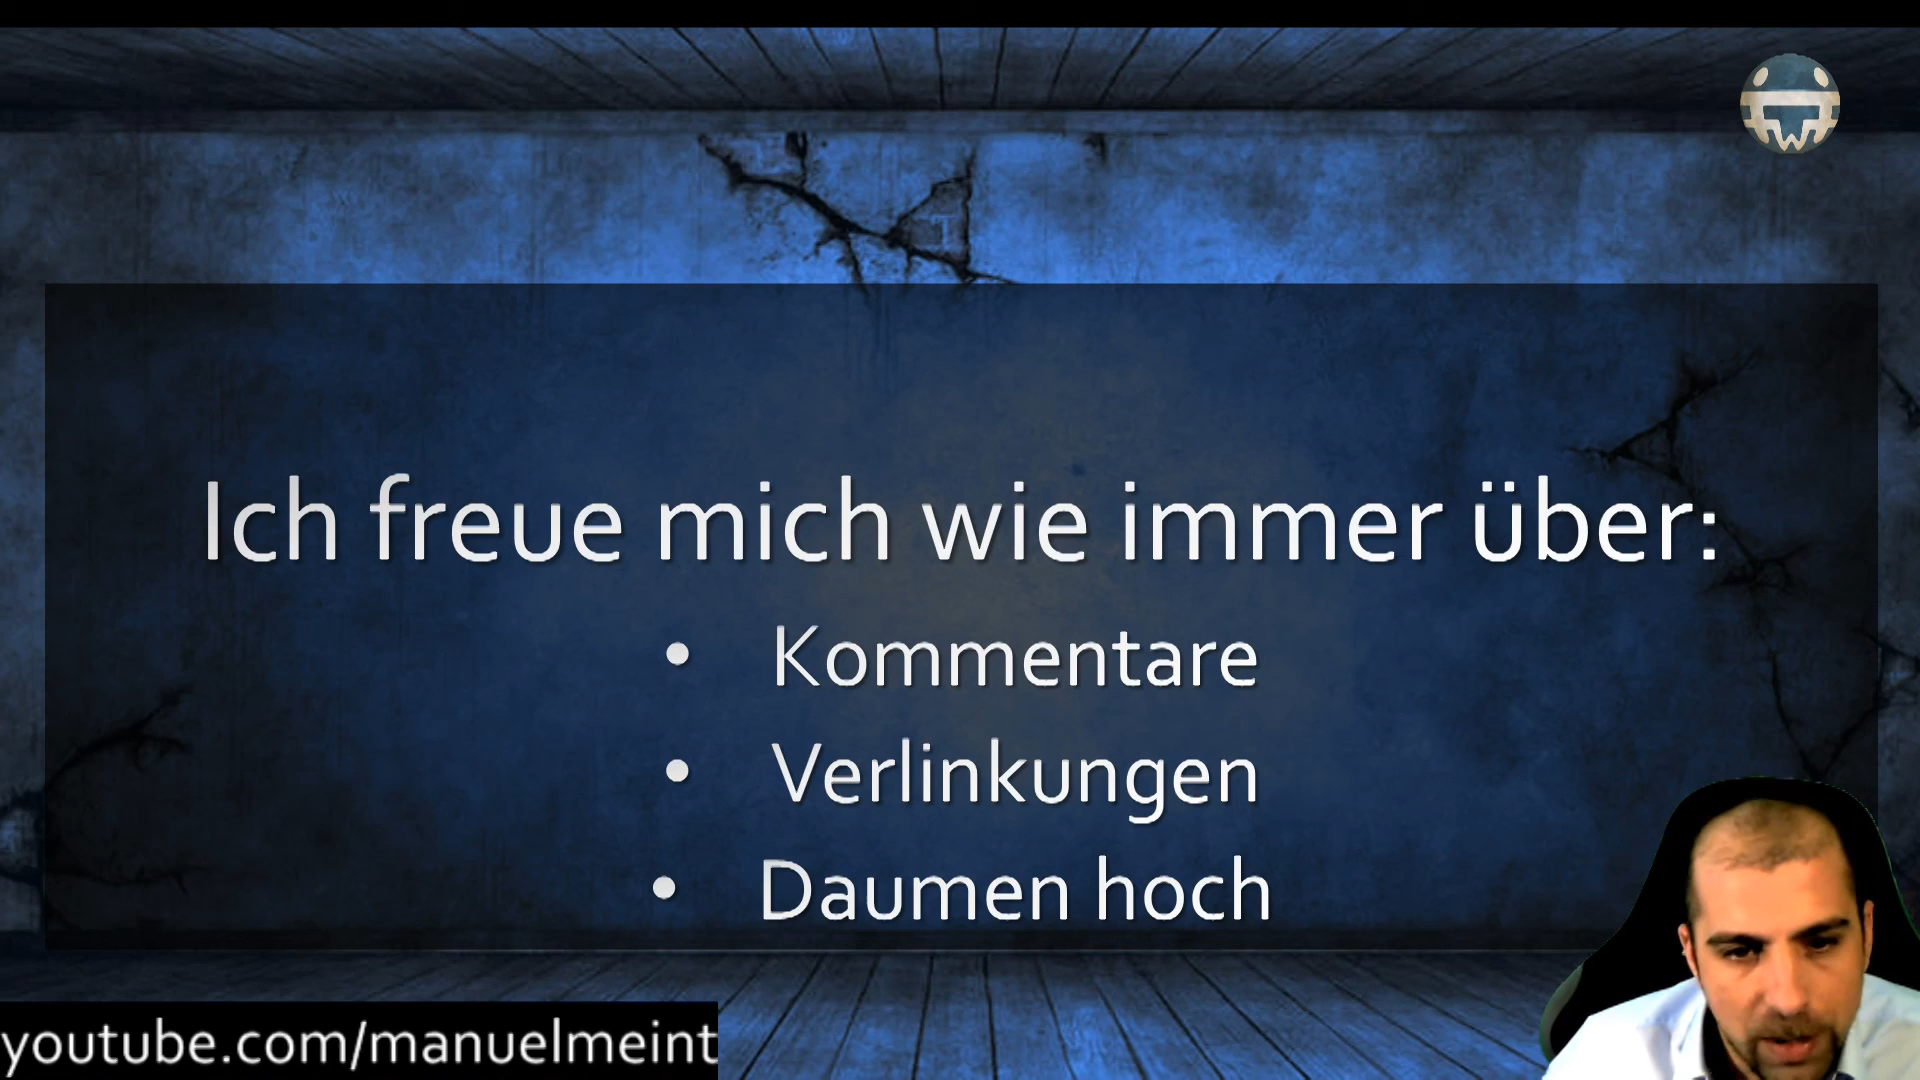 Ich freue mich wie immer über:
• Kommentare
• Verlinkungen
• Daumen hoch
youtube.com/manuelmeint